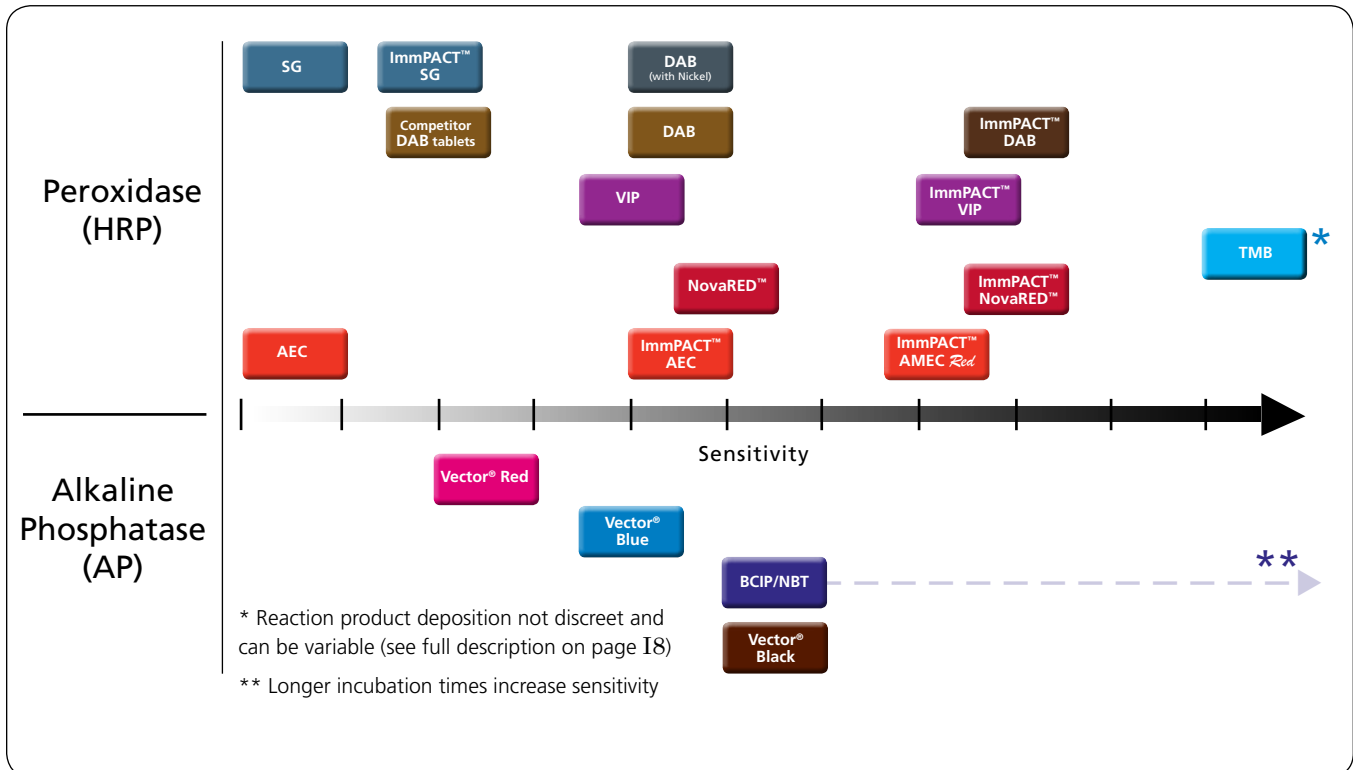 SG
ImmPACT™
SG
DAB
(with Nickel)
Competitor
DAB tablets
DAB
ImmPACT™
DAB
Peroxidase
(HRP)
VIP
ImmPACT™
VIP
TMB
*
NovaRED™
ImmPACT™
NovaRED™
AEC
ImmPACT™
AEC
ImmPACT™
AMEC Red
Sensitivity
Alkaline
Phosphatase
(AP)
Vector® Red
Vector®
Blue
BCIP/NBT
**
Vector®
Black
* Reaction product deposition not discreet and
can be variable (see full description on page 18)
** Longer incubation times increase sensitivity